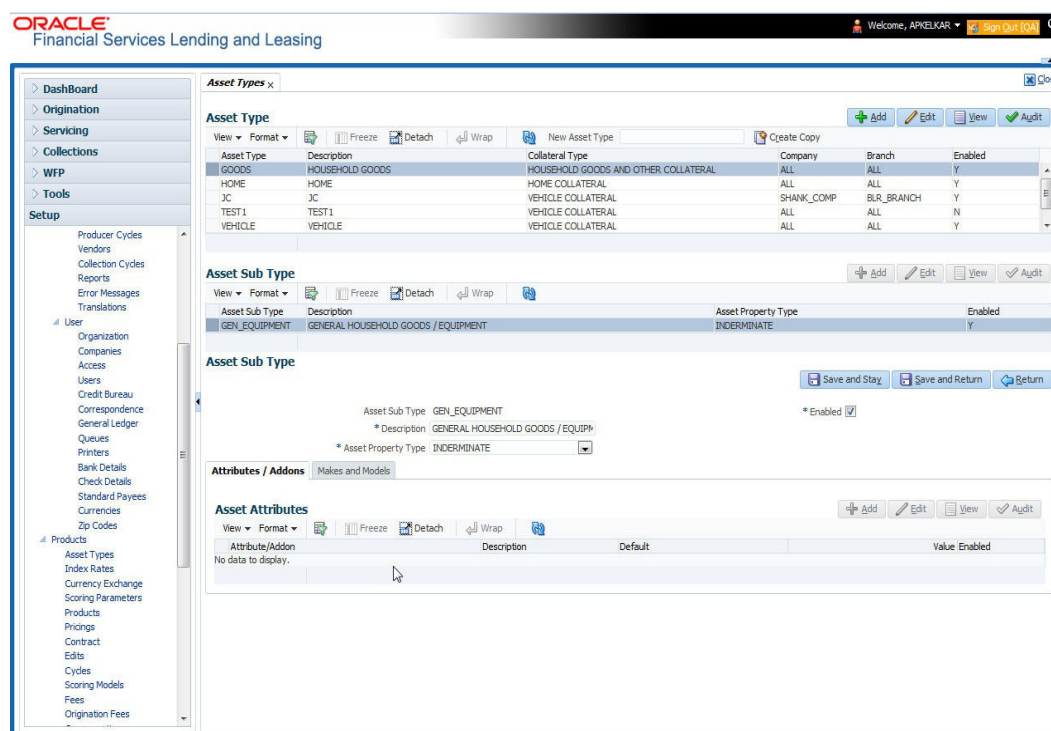 ORACLE
Financial Services Lending and Leasing
Welcome, APKELKAR
Sign Out [QA]
DashBoard
Origination
Servicing
Collections
WFP
Tools
Setup
Producer Cycles
Vendors
Collection Cycles
Reports
Error Messages
Translations
User
Organization
Companies
Access
Users
Credit Bureau
Correspondence
General Ledger
Queues
Printers
Bank Details
Check Details
Standard Payees
Currencies
Zip Codes
Products
Asset Types
Index Rates
Currency Exchange
Scoring Parameters
Products
Pricings
Contract
Edits
Cycles
Scoring Models
Fees
Origination Fees
Asset Types x
Clo
Asset Type
Add Edit View Audit
View Format Freeze Detach Wrap New Asset Type Create Copy
Asset Type Description Collateral Type Company Branch Enabled
GOODS HOUSEHOLD GOODS HOUSEHOLD GOODS AND OTHER COLLATERAL ALL ALL Y
HOME HOME HOME COLLATERAL ALL ALL Y
JC JC VEHICLE COLLATERAL SHANK_COMP BLR_BRANCH Y
TEST1 TEST1 VEHICLE COLLATERAL ALL ALL N
VEHICLE VEHICLE VEHICLE COLLATERAL ALL ALL Y
Asset Sub Type
Add Edit View Audit
View Format Freeze Detach Wrap
Asset Sub Type Description Asset Property Type Enabled
GEN_EQUIPMENT GENERAL HOUSEHOLD GOODS / EQUIPMENT INDERMINATE Y
Asset Sub Type
Save and Stay Save and Return Return
Asset Sub Type GEN_EQUIPMENT * Enabled
* Description GENERAL HOUSEHOLD GOODS / EQUIPM
* Asset Property Type INDERMINATE
Attributes / Addons Makes and Models
Asset Attributes
Add Edit View Audit
View Format Freeze Detach Wrap
Attribute/Addon Description Default Value Enabled
No data to display.